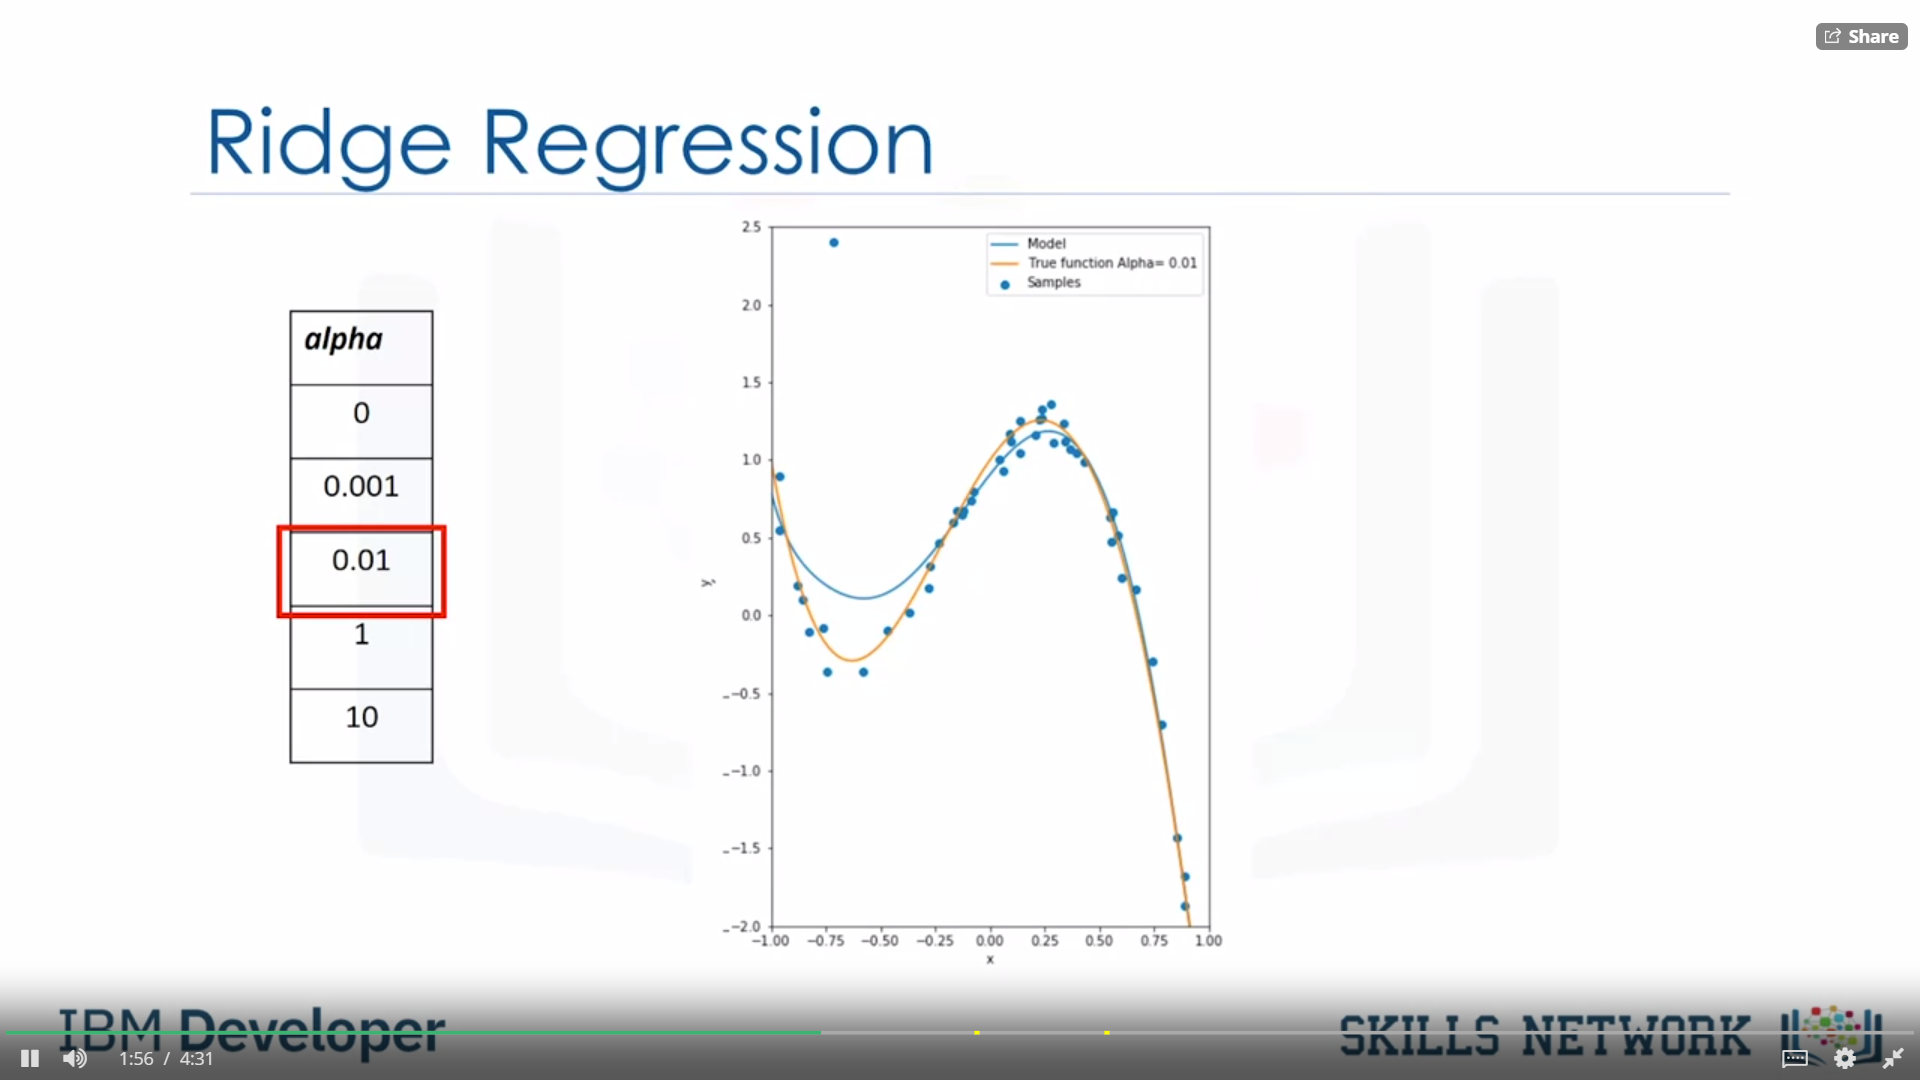 Share
Ridge Regression
alpha
0
0.001
0.01
1
10
Model
True function Alpha= 0.01
Samples
2.5
2.0
1.5
1.0
0.5
0.0
−0.5
−1.0
−1.5
−2.0
−1.00 −0.75 −0.50 −0.25 0.00 0.25 0.50 0.75 1.00
x
IBM Developer
SKILLS NETWORK
1:56 / 4:31